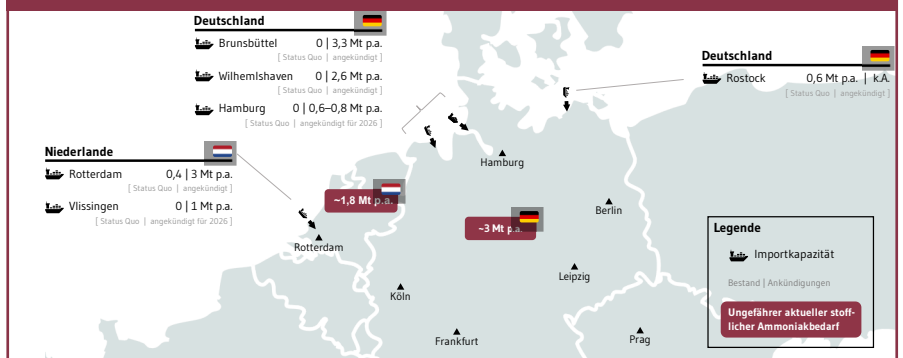 Deutschland
Brunsbüttel 0 | 3,3 Mt p.a.
[ Status Quo | angekündigt ]
Wilhemlshaven 0 | 2,6 Mt p.a.
[ Status Quo | angekündigt ]
Hamburg 0 | 0,6–0,8 Mt p.a.
[ Status Quo | angekündigt für 2026 ]
Deutschland
Rostock 0,6 Mt p.a. | k.A.
[ Status Quo | angekündigt ]
Niederlande
Rotterdam 0,4 | 3 Mt p.a.
[ Status Quo | angekündigt ]
Vlissingen 0 | 1 Mt p.a.
[ Status Quo | angekündigt für 2026 ]
Hamburg
~1,8 Mt p.a.
Berlin
~3 Mt p.a.
Rotterdam
Leipzig
Köln
Frankfurt
Prag
Legende
Importkapazität
Bestand | Ankündigungen
Ungefährer aktueller stoff-
licher Ammoniakbedarf